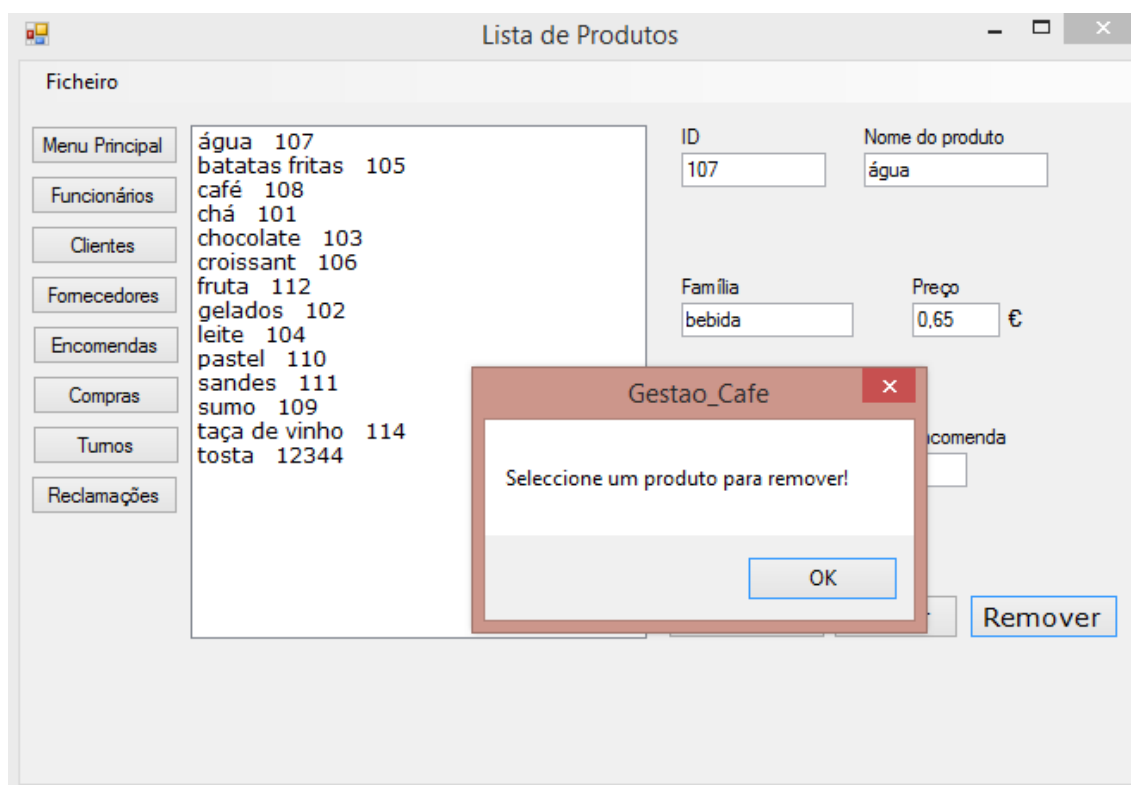 Lista de Produtos
Ficheiro
Menu Principal
Funcionários
Clientes
Fornecedores
Encomendas
Compras
Turnos
Reclamações
água 107
batatas fritas 105
café 108
chá 101
chocolate 103
croissant 106
fruta 112
gelados 102
leite 104
pastel 110
sandes 111
sumo 109
taça de vinho 114
tosta 12344
ID
107
Nome do produto
água
Família
bebida
Preço
0,65 €
Gestao_Cafe
Seleccione um produto para remover!
OK
Remover